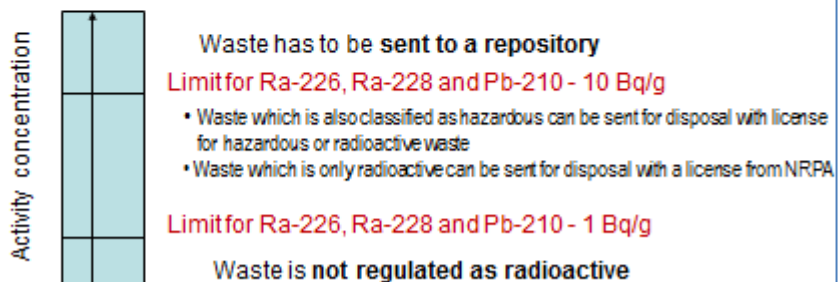 Activity concentration
Waste has to be sent to a repository
Limit for Ra-226, Ra-228 and Pb-210 - 10 Bq/g
• Waste which is also classified as hazardous can be sent for disposal with license
for hazardous or radioactive waste
• Waste which is only radioactive can be sent for disposal with a license from NRPA
Limit for Ra-226, Ra-228 and Pb-210 - 1 Bq/g
Waste is not regulated as radioactive